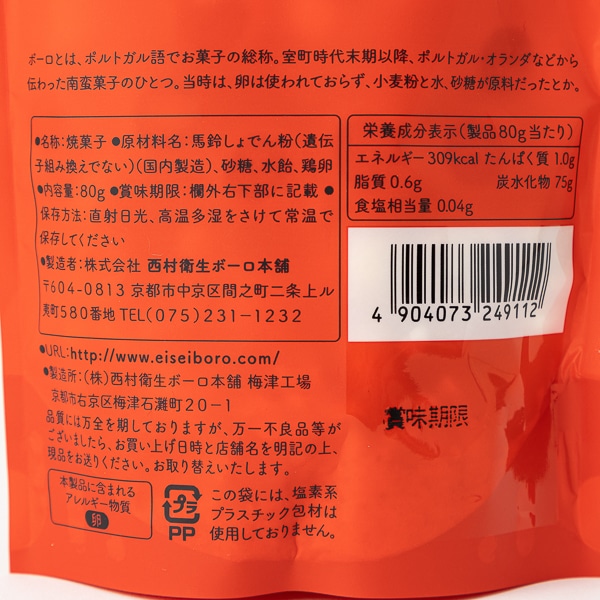 ボーロとは、ポルトガル語でお菓子の総称。室町時代末期以降、ポルトガル・オランダなどから
伝わった南蛮菓子のひとつ。当時は、卵は使われておらず、小麦粉と水、砂糖が原料だったとか。
●名称:焼菓子 ●原材料名:馬鈴しょでん粉(遺伝
子組み換えでない)(国内製造)、砂糖、水飴、鶏卵
●内容量:80g ●賞味期限:欄外右下部に記載 ●
保存方法:直射日光、高温多湿をさけて常温で
保存してください
●製造者:株式会社 西村衛生ボーロ本舗
〒604-0813 京都市中京区間之町二条上ル
夷町580番地 TEL(075)231-1232
栄養成分表示(製品80g当たり)
エネルギー 309kcal たんぱく質 1.0g
脂質 0.6g 炭水化物 75g
食塩相当量 0.04g
4 904073 249112
●URL:http://www.eiseiboro.com/
●製造所:(株)西村衛生ボーロ本舗 梅津工場
京都市右京区梅津石灘町20-1
品質には万全を期しておりますが、万一不良品等が
ございましたら、お買い上げ日時と店舗名を明記の上、
現品をお送りください。お取り替えいたします。
賞味期限
本製品に含まれる
アレルギー物質
卵
プラ
PP
この袋には、塩素系
プラスチック包材は
使用しておりません。